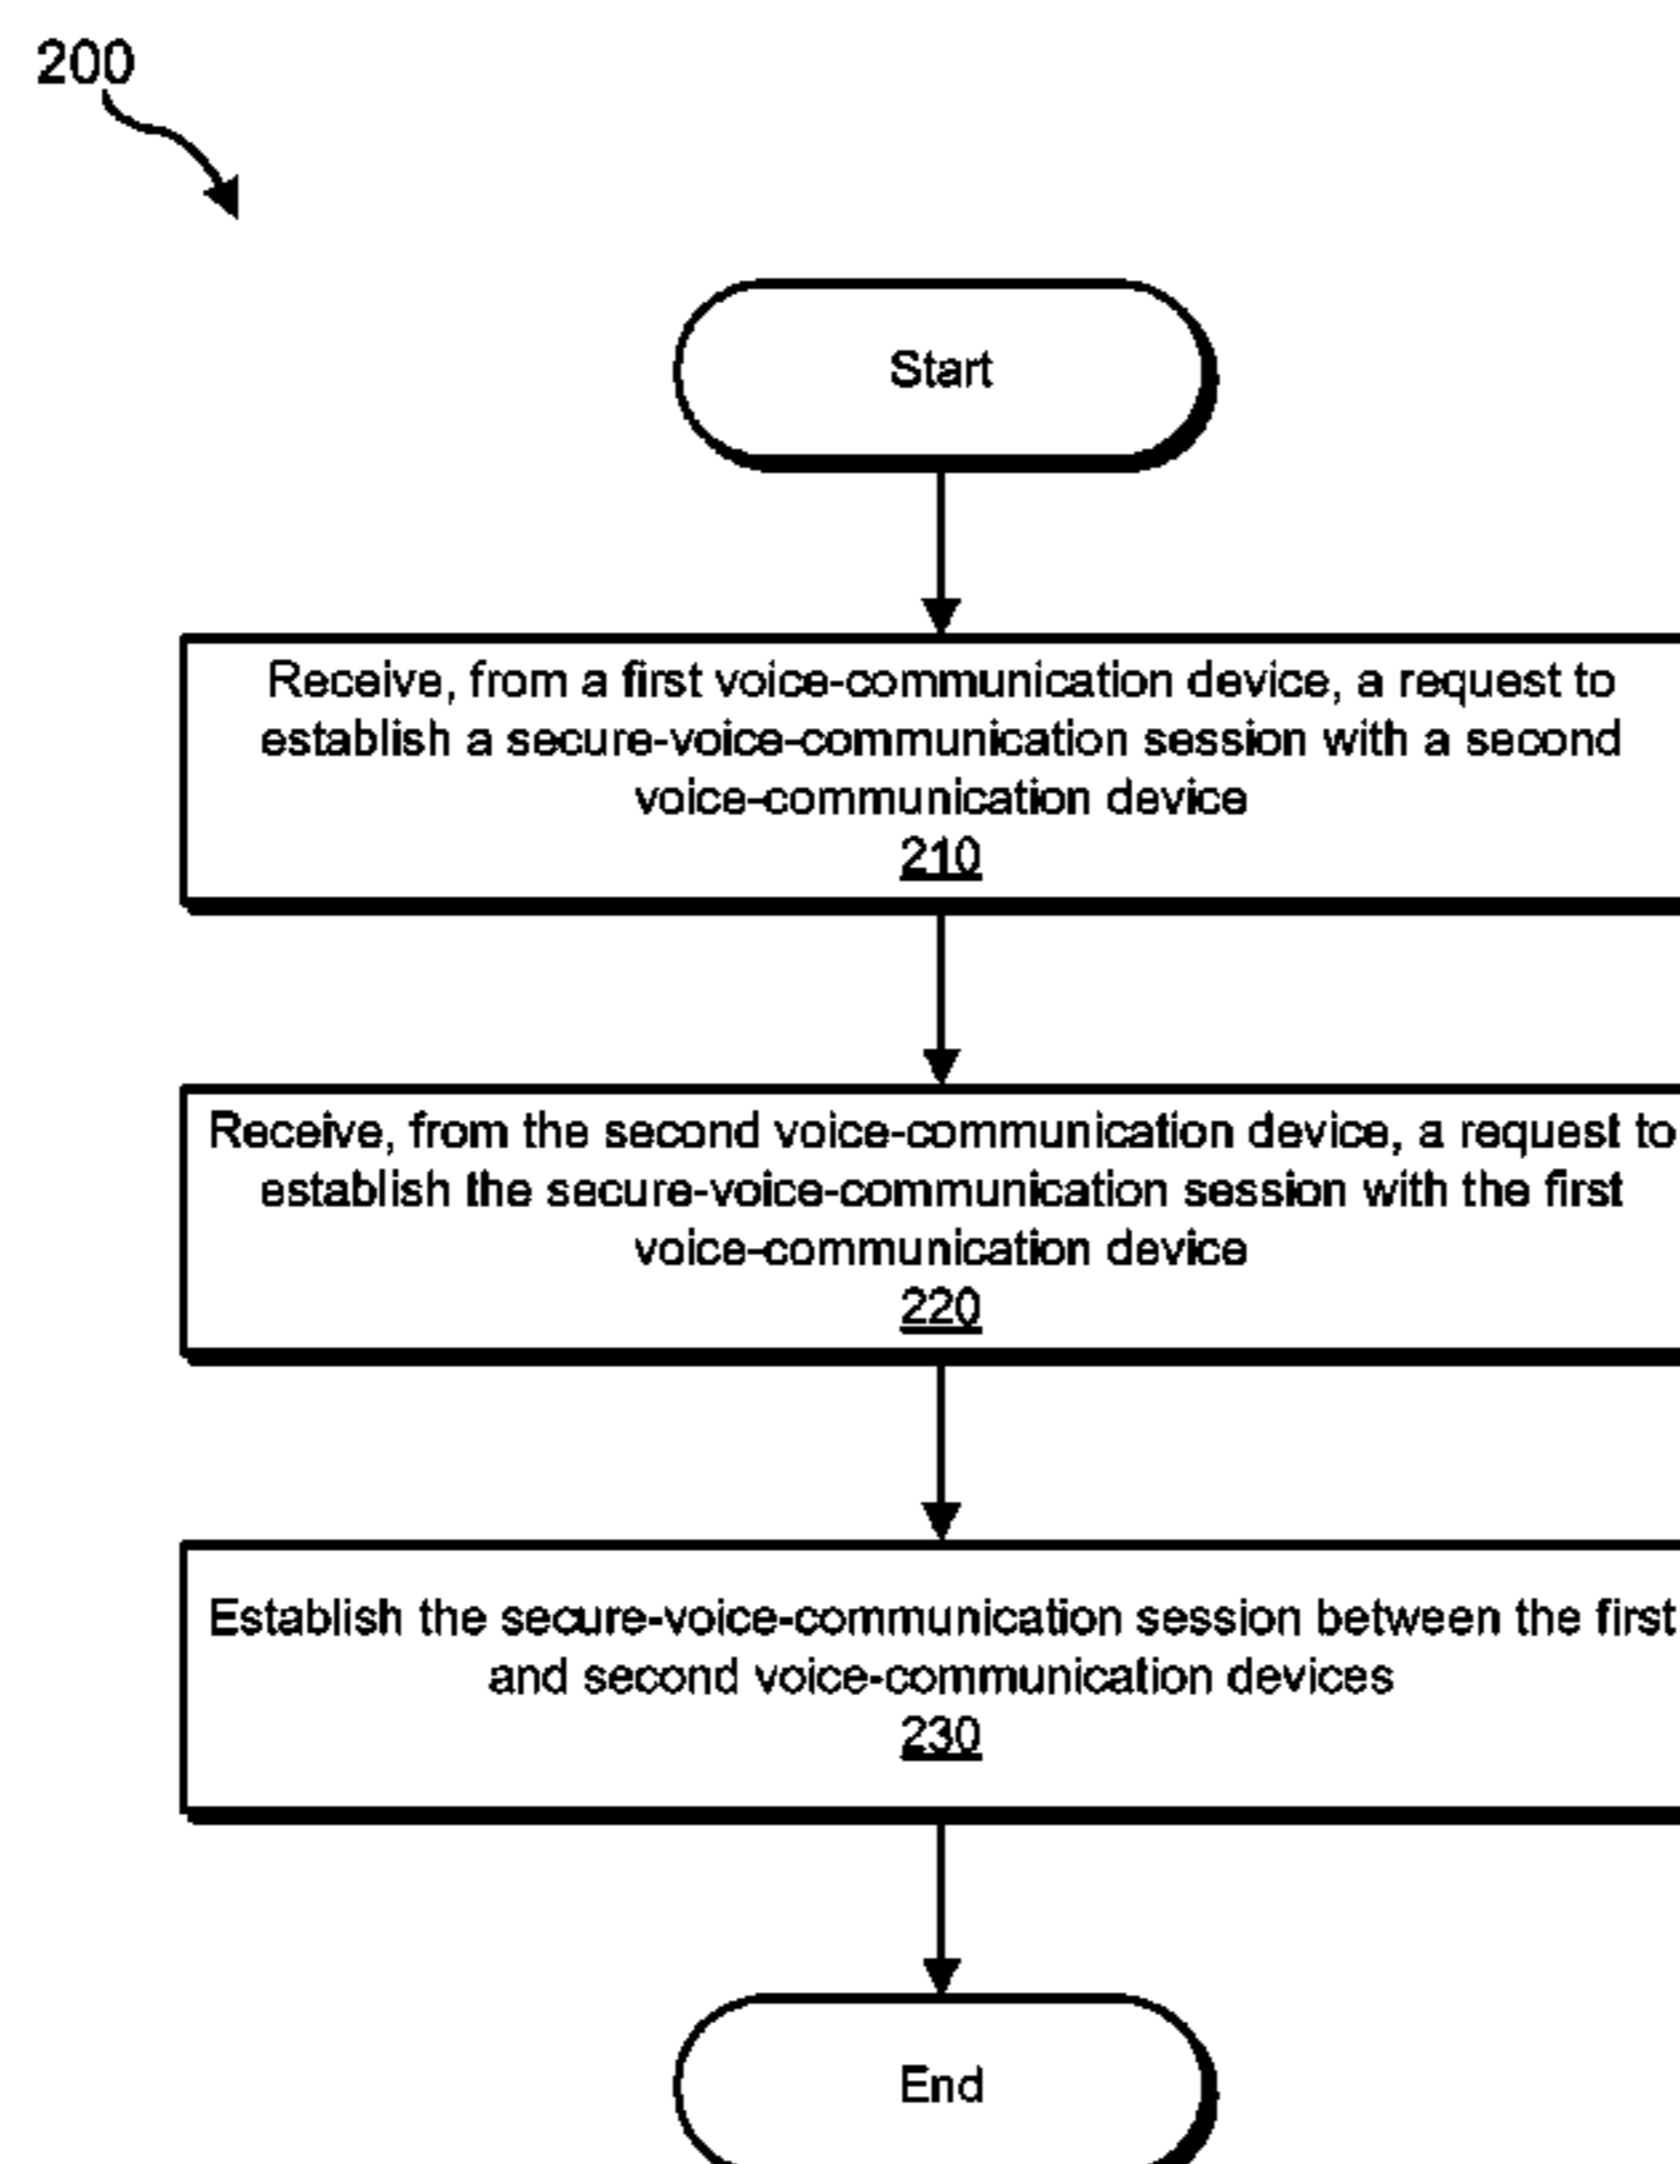 200
Start
Receive, from a first voice-communication device, a request to
establish a secure-voice-communication session with a second
voice-communication device
210
Receive, from the second voice-communication device, a request to
establish the secure-voice-communication session with the first
voice-communication device
220
Establish the secure-voice-communication session between the first
and second voice-communication devices
230
End